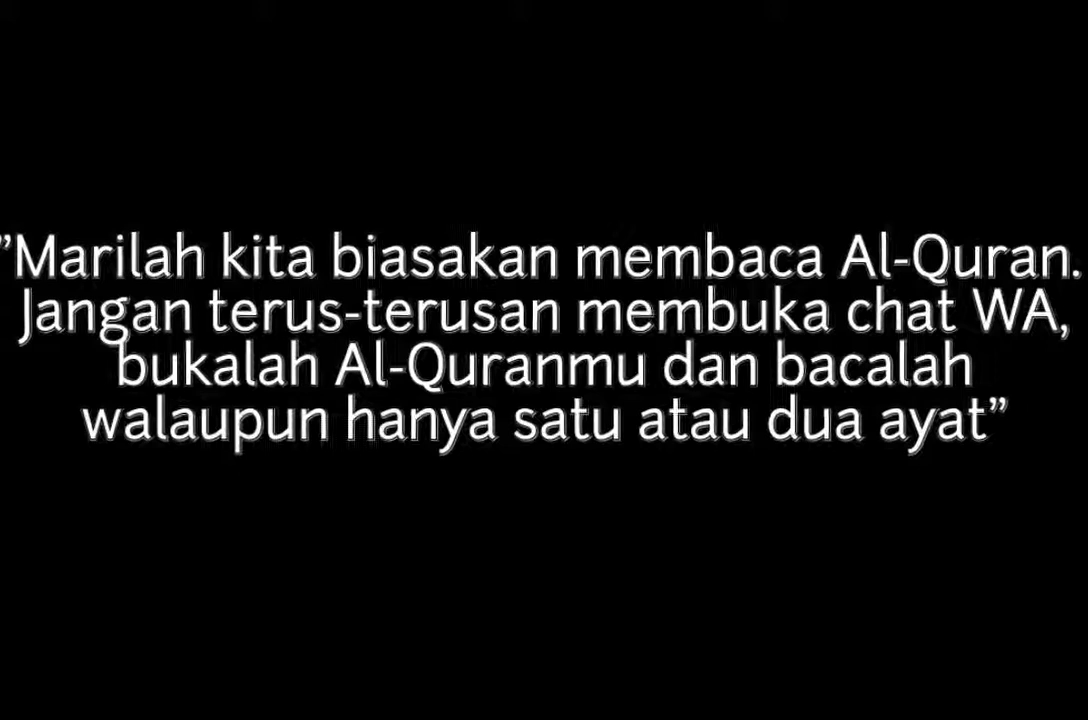 ”Marilah kita biasakan membaca Al-Quran.
Jangan terus-terusan membuka chat WA,
bukalah Al-Quranmu dan bacalah
walaupun hanya satu atau dua ayat”